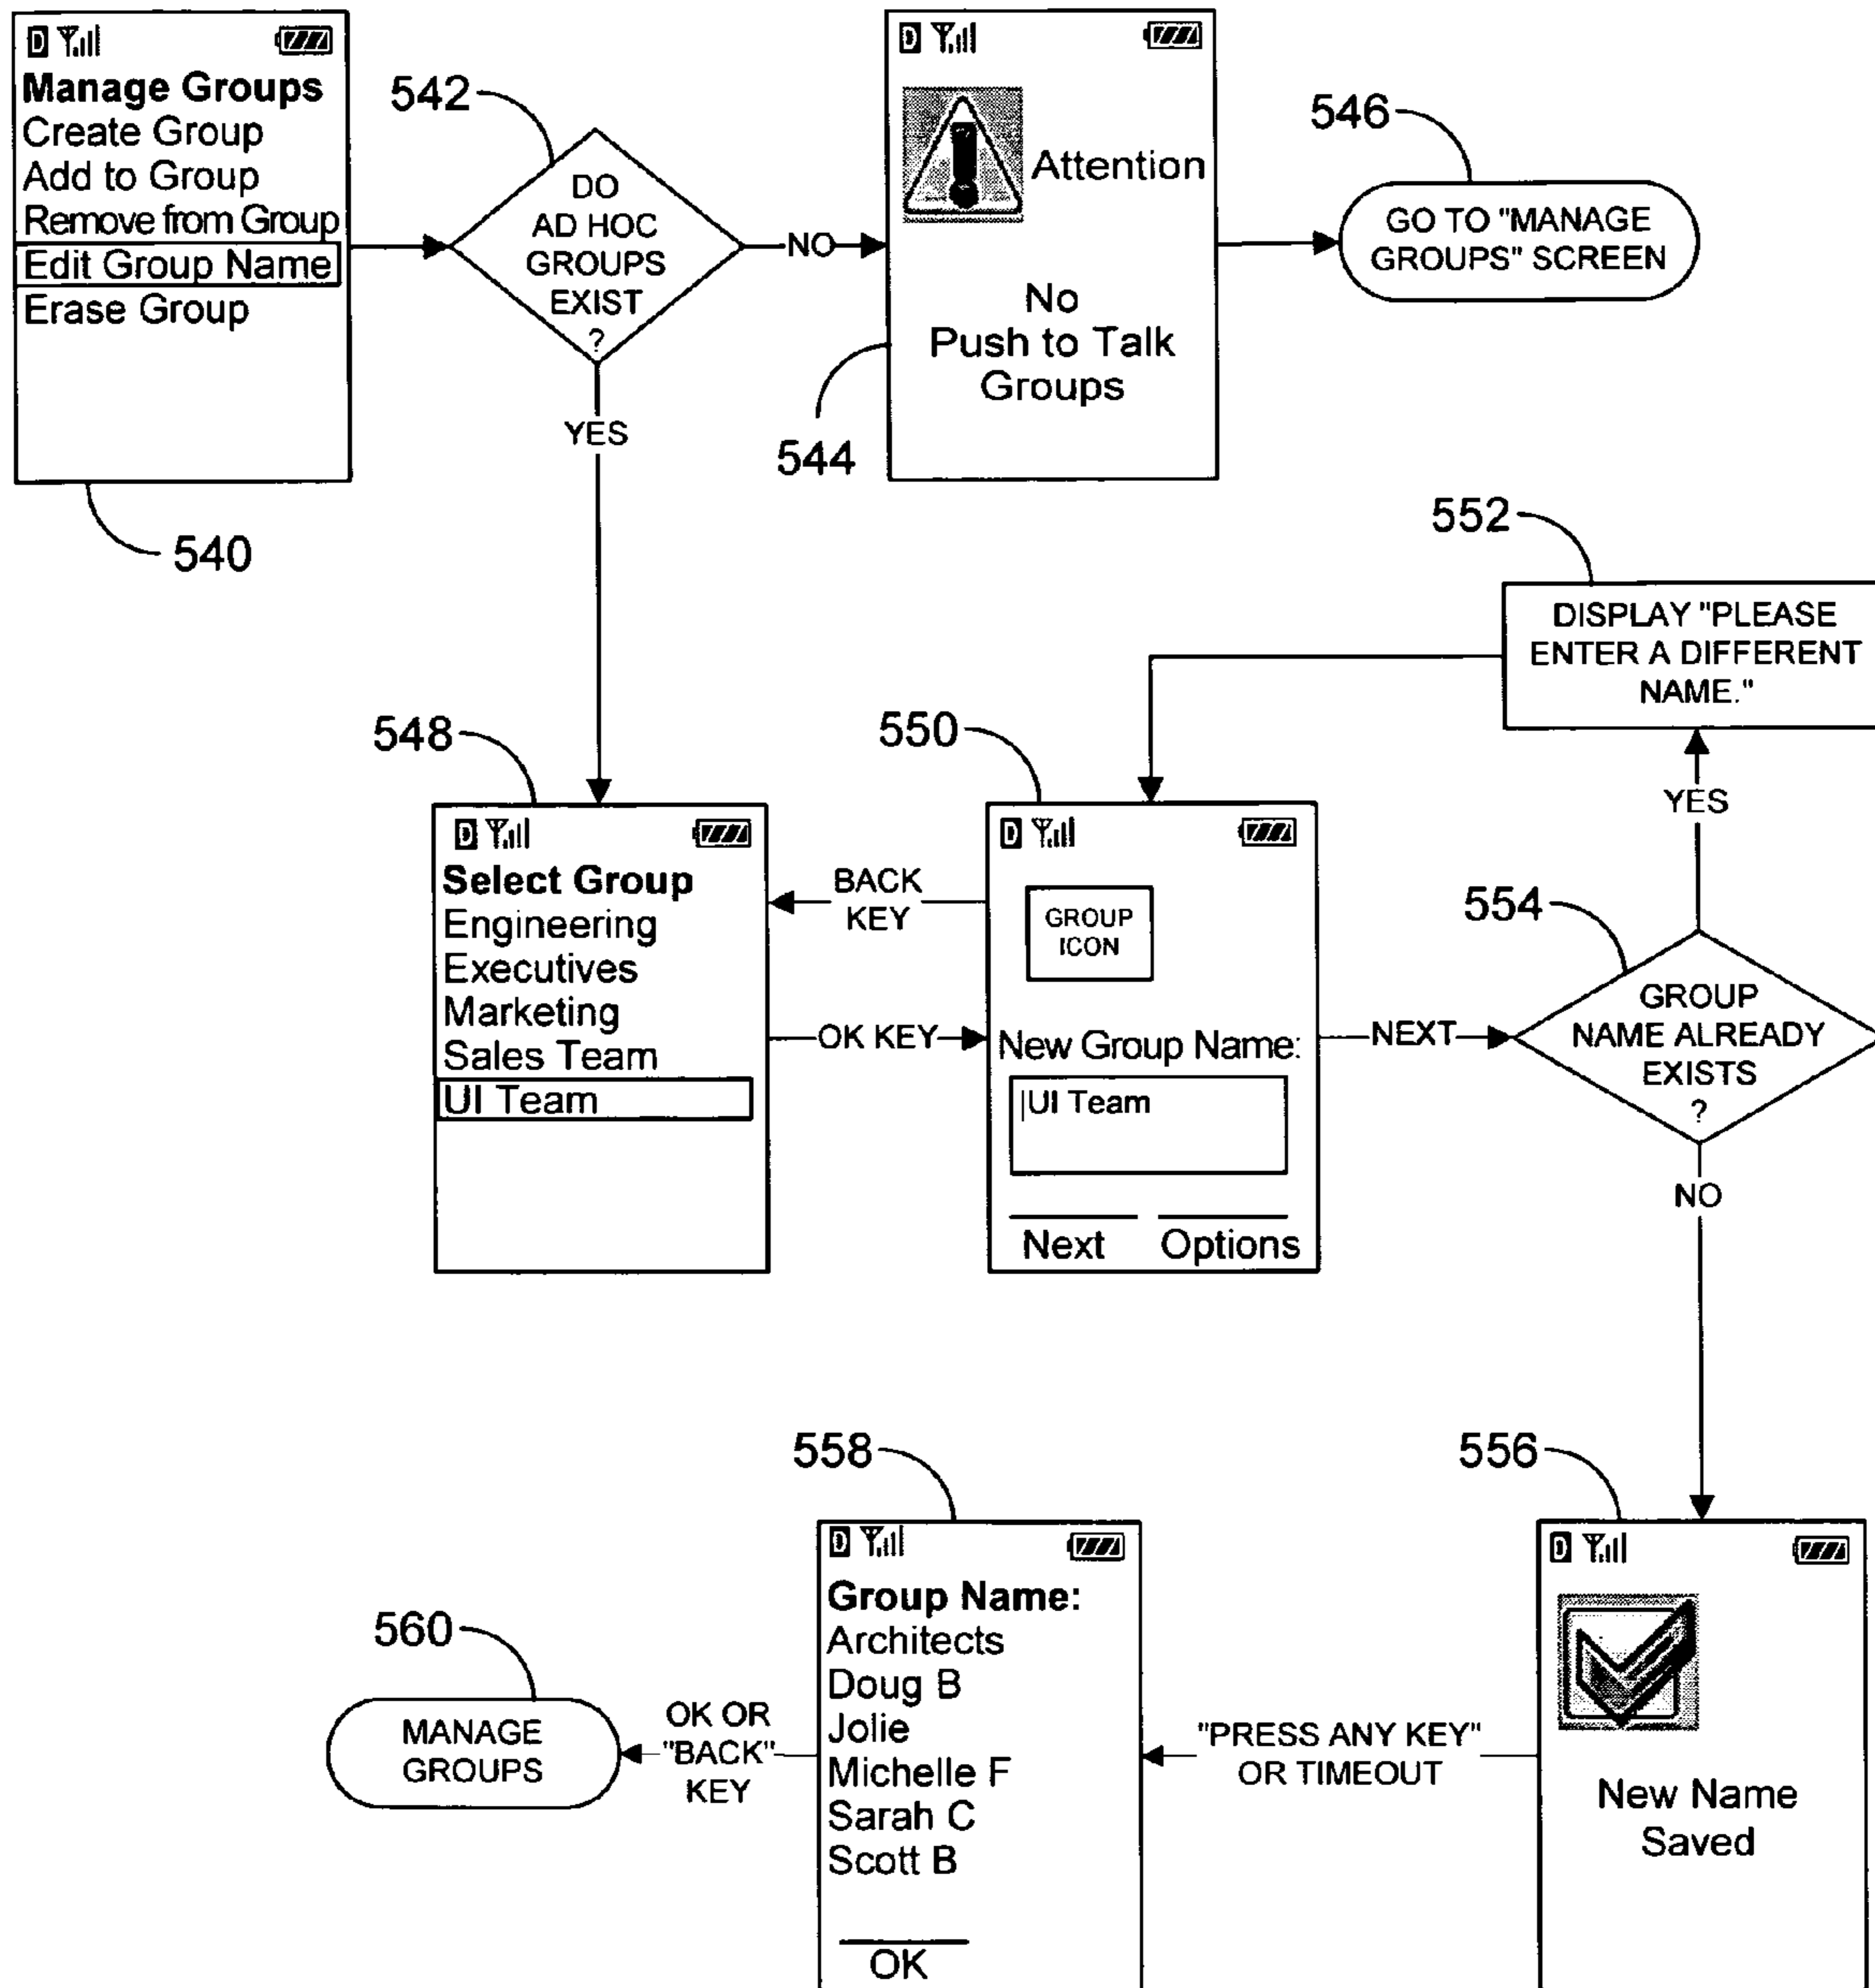 D
Manage Groups
Create Group
Add to Group
Remove from Group
Edit Group Name
Erase Group
540
542
DO
AD HOC
GROUPS
EXIST
?
NO
YES
D
Attention
No
Push to Talk
Groups
544
546
GO TO "MANAGE
GROUPS" SCREEN
552
DISPLAY "PLEASE
ENTER A DIFFERENT
NAME."
548
D
Select Group
Engineering
Executives
Marketing
Sales Team
UI Team
BACK
KEY
OK KEY
550
D
GROUP
ICON
New Group Name:
UI Team
Next
Options
NEXT
554
GROUP
NAME ALREADY
EXISTS
?
YES
NO
556
D
New Name
Saved
"PRESS ANY KEY"
OR TIMEOUT
558
D
Group Name:
Architects
Doug B
Jolie
Michelle F
Sarah C
Scott B
OK
OK OR
"BACK"
KEY
560
MANAGE
GROUPS